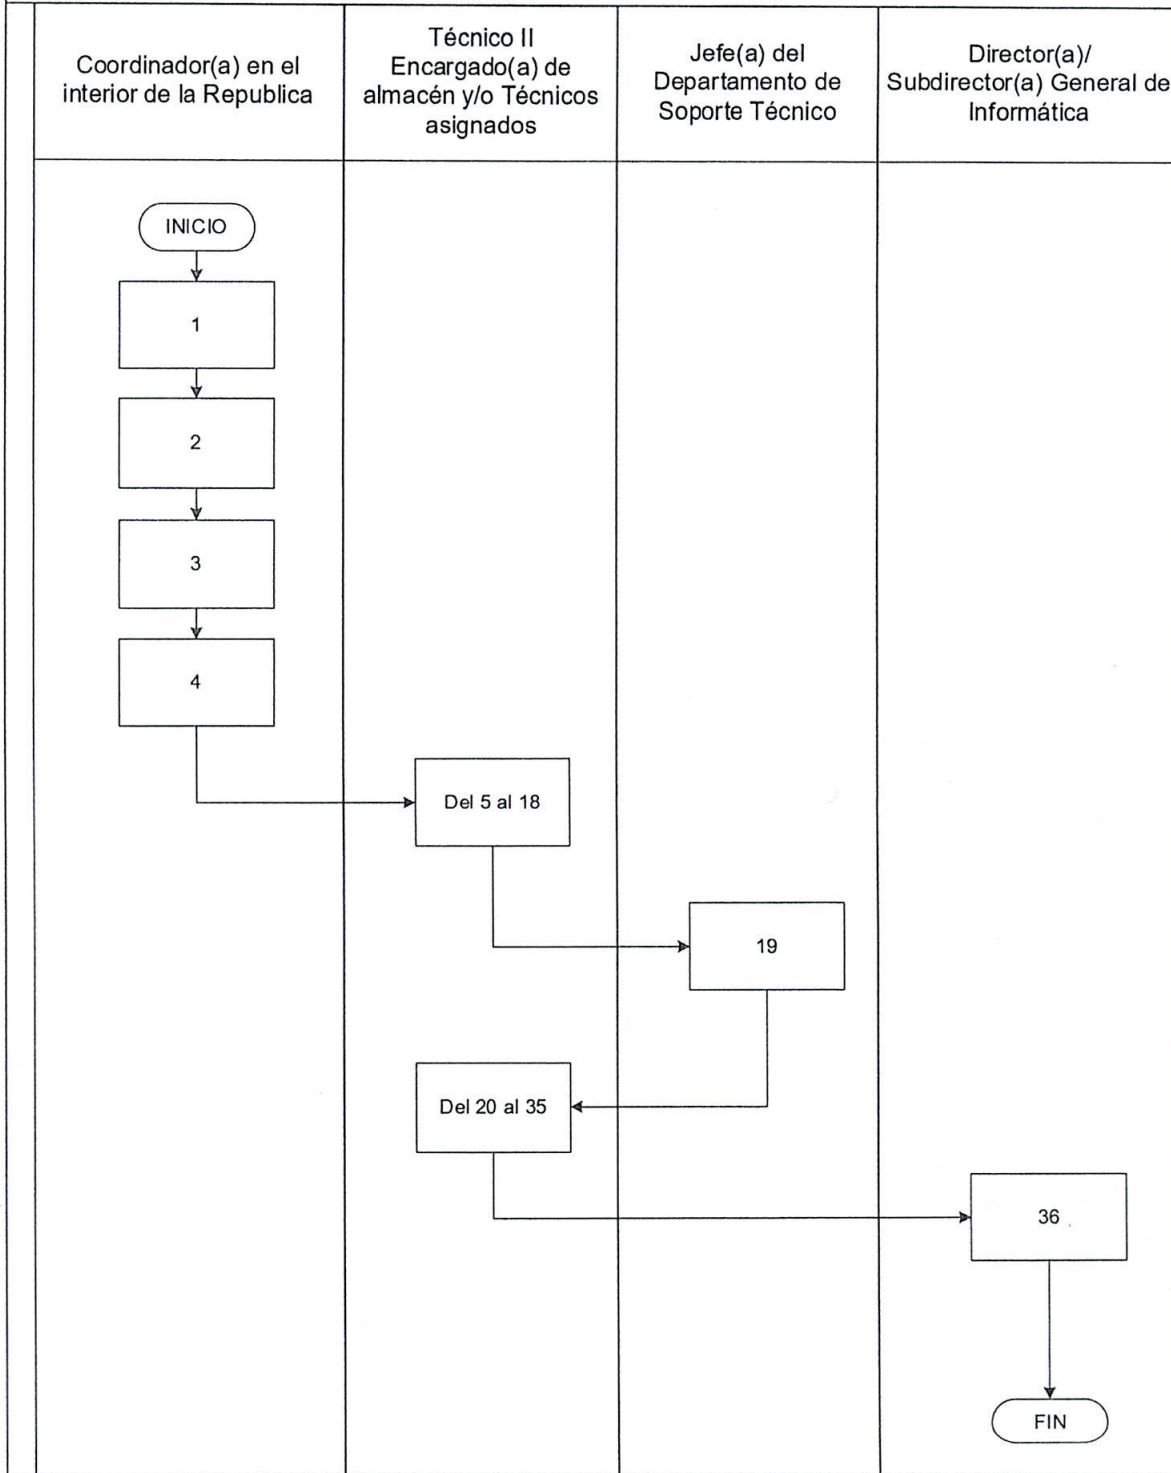 Coordinador(a) en el
interior de la Republica
Técnico II
Encargado(a) de
almacén y/o Técnicos
asignados
Jefe(a) del
Departamento de
Soporte Técnico
Director(a)/
Subdirector(a) General de
Informática
INICIO
1
2
3
4
Del 5 al 18
19
Del 20 al 35
36
FIN